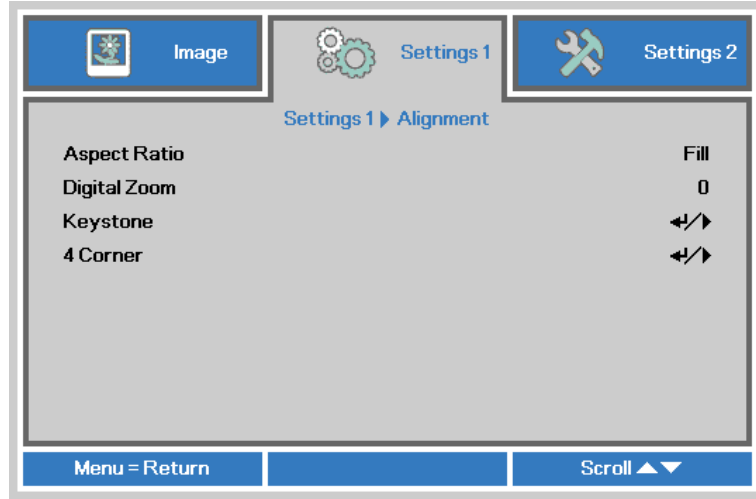 Image
Settings 1
Settings 2
Settings 1 ▶ Alignment
Aspect Ratio Fill
Digital Zoom 0
Keystone ↵/▶
4 Corner ↵/▶
Menu = Return
Scroll ▲▼